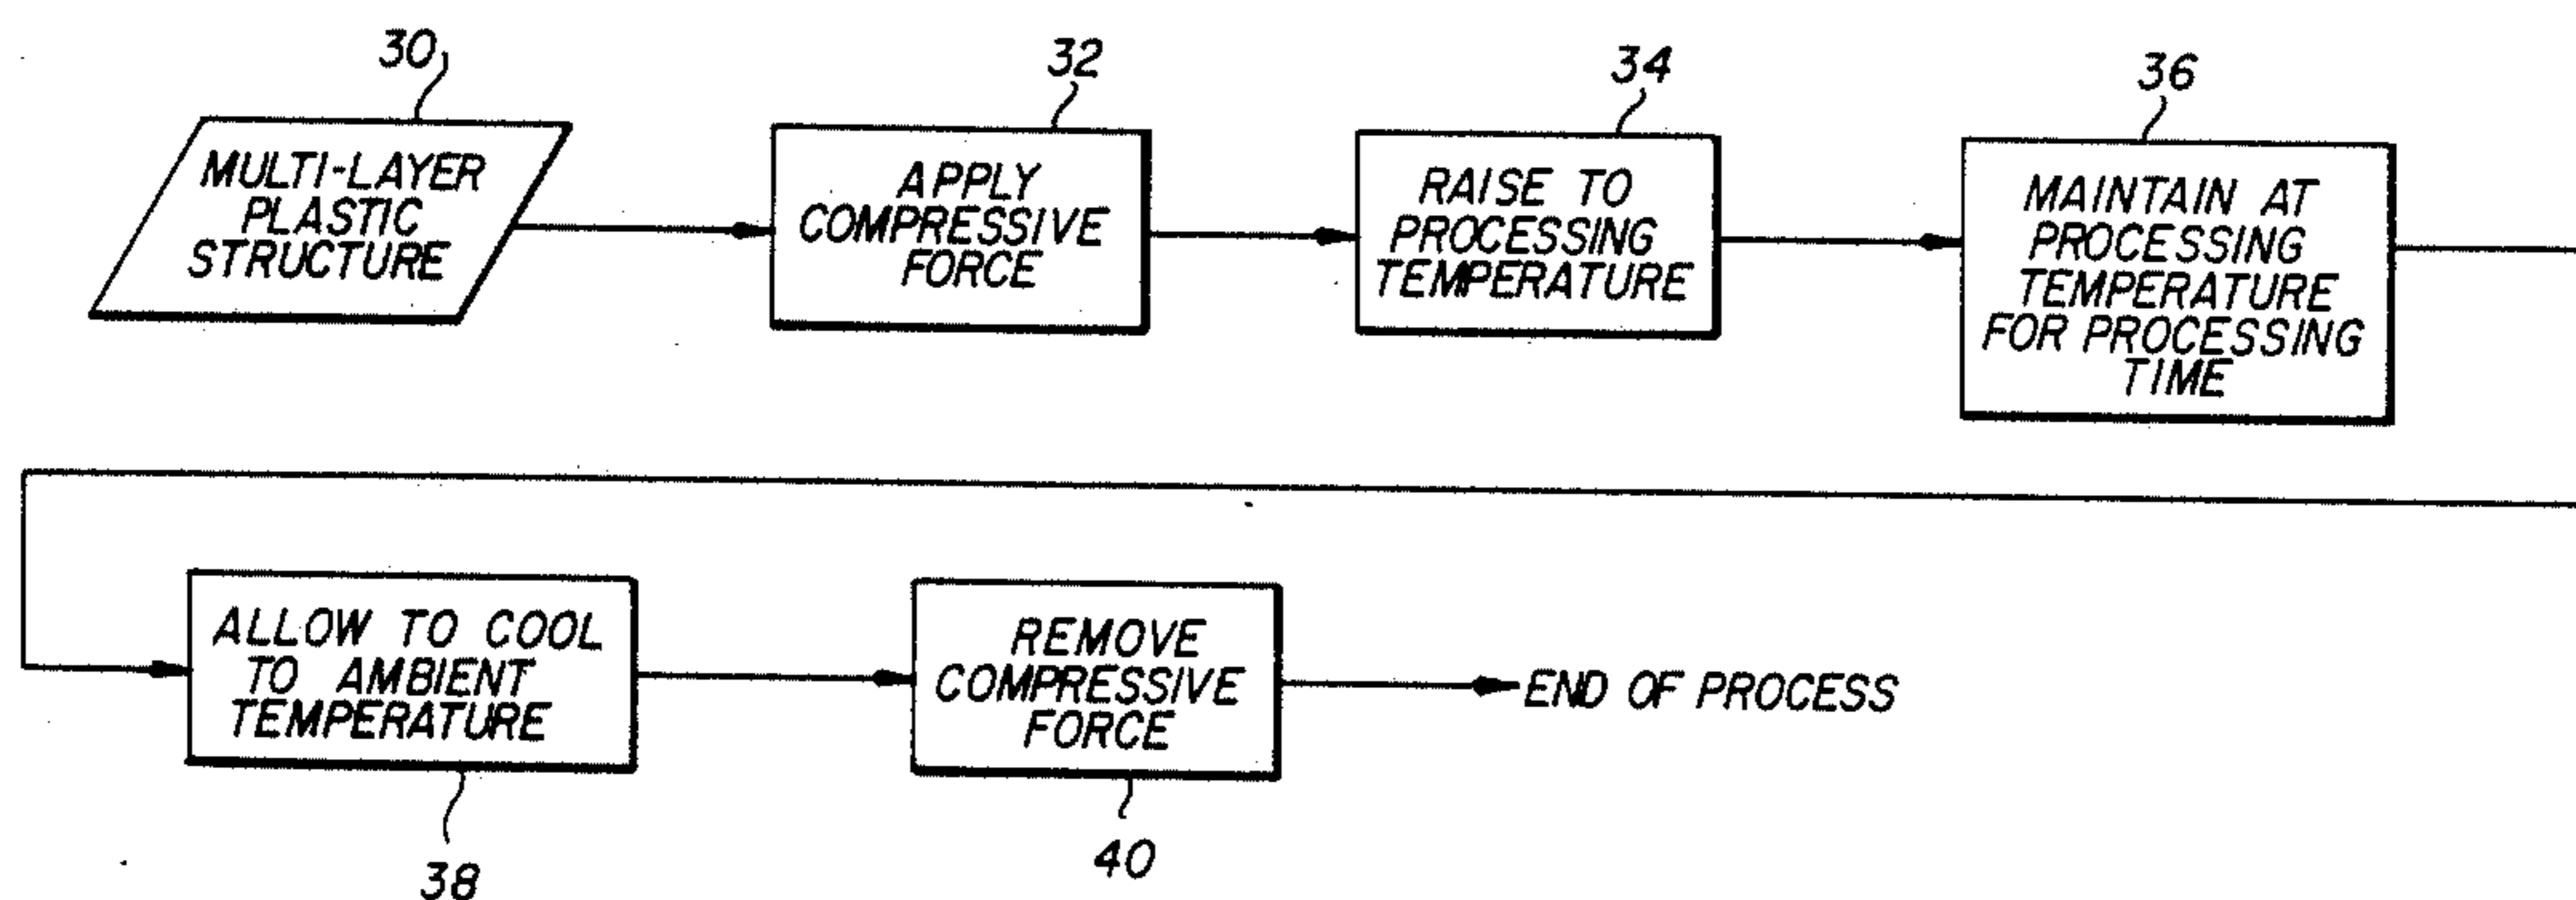 30
MULTI-LAYER
PLASTIC
STRUCTURE
32
APPLY
COMPRESSIVE
FORCE
34
RAISE TO
PROCESSING
TEMPERATURE
36
MAINTAIN AT
PROCESSING
TEMPERATURE
FOR PROCESSING
TIME
ALLOW TO COOL
TO AMBIENT
TEMPERATURE
38
REMOVE
COMPRESSIVE
FORCE
40
END OF PROCESS